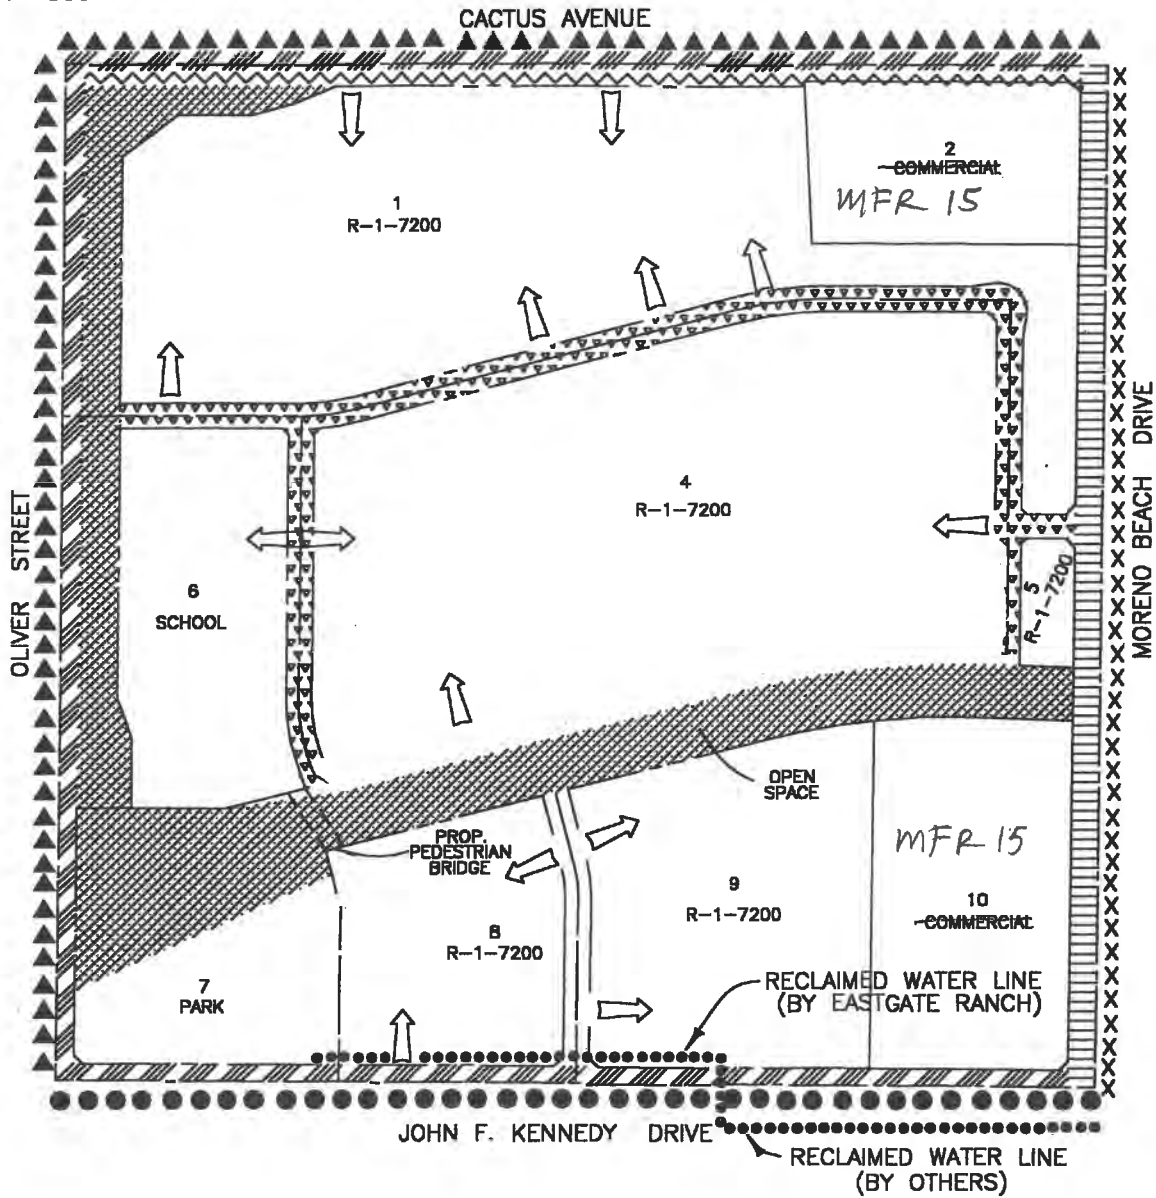 CACTUS AVENUE
2
COMMERCIAL
MFR 15
1
R-1-7200
OLIVER STREET
MORENO BEACH DRIVE
4
R-1-7200
6
SCHOOL
5
R-1-7200
OPEN
SPACE
PROP.
PEDESTRIAN
BRIDGE
MFR 15
9
R-1-7200
10
COMMERCIAL
8
R-1-7200
7
PARK
RECLAIMED WATER LINE
(BY EASTGATE RANCH)
JOHN F. KENNEDY DRIVE
RECLAIMED WATER LINE
(BY OTHERS)